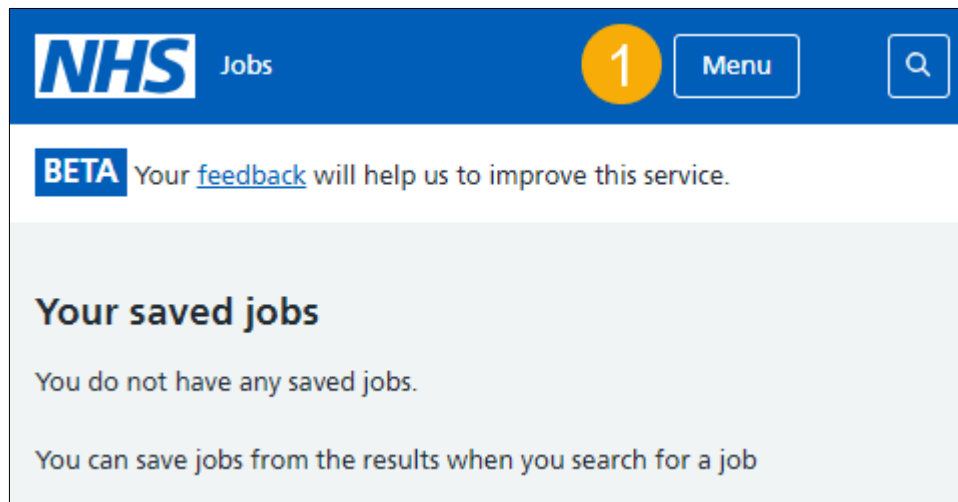 NHS Jobs 1 Menu
BETA Your feedback will help us to improve this service.
Your saved jobs
You do not have any saved jobs.
You can save jobs from the results when you search for a job